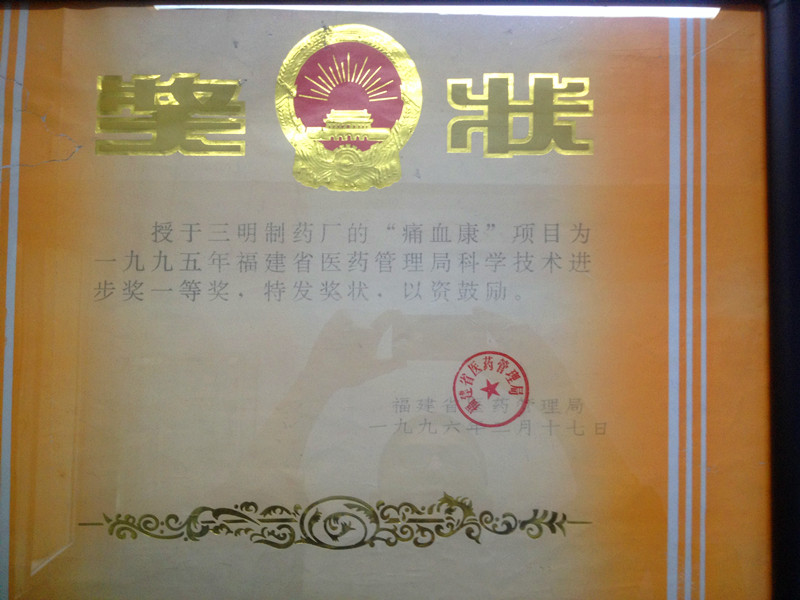 奖状
授于三明制药厂的“痛血康”项目为
一九九五年福建省医药管理局科学技术进
步奖一等奖，特发奖状，以资鼓励。
福建省医药管理局
福建省医药管理局
一九九六年二月十七日